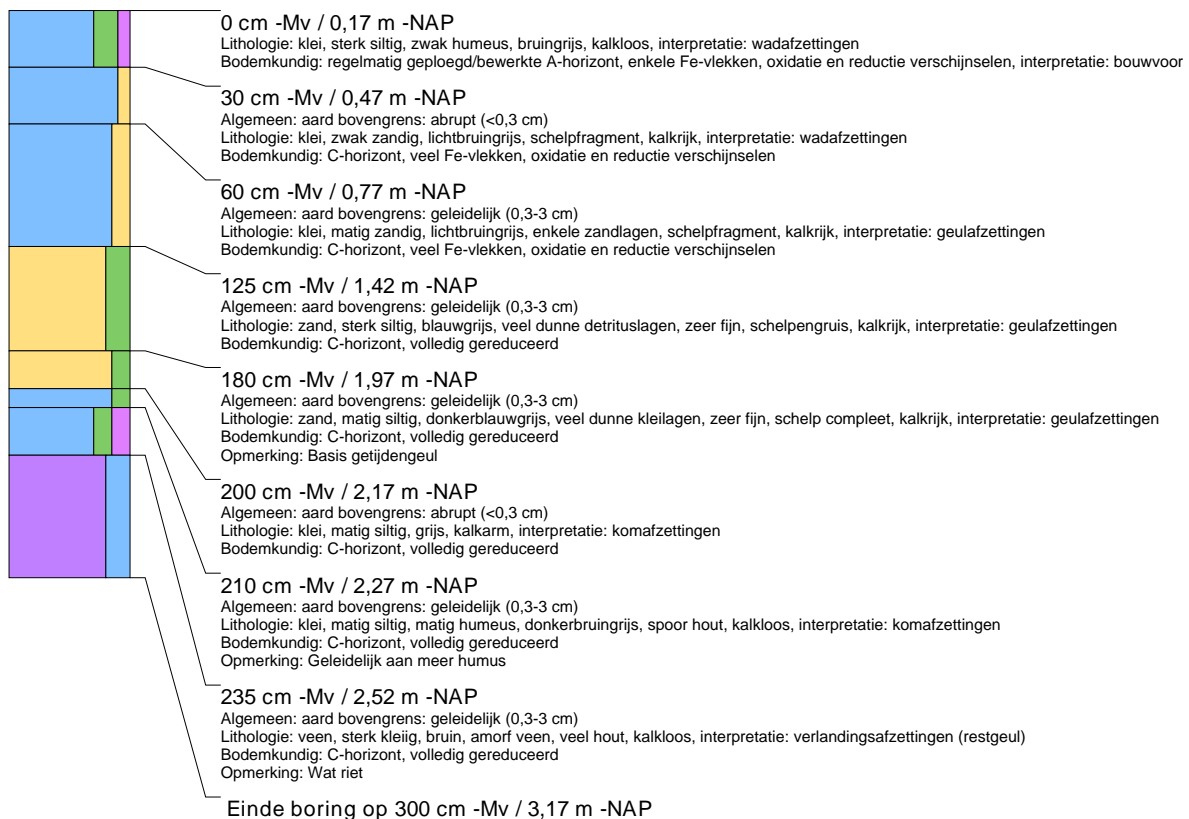 0 cm -Mv / 0,17 m -NAP
Lithologie: klei, sterk siltig, zwak humeus, bruingrijs, kalkloos, interpretatie: wadafzettingen
Bodemkundig: regelmatig geploegd/bewerkte A-horizont, enkele Fe-vlekken, oxidatie en reductie verschijnselen, interpretatie: bouwvoor
30 cm -Mv / 0,47 m -NAP
Algemeen: aard bovengrens: abrupt (<0,3 cm)
Lithologie: klei, zwak zandig, lichtbruingrijs, schelpfragment, kalkrijk, interpretatie: wadafzettingen
Bodemkundig: C-horizont, veel Fe-vlekken, oxidatie en reductie verschijnselen
60 cm -Mv / 0,77 m -NAP
Algemeen: aard bovengrens: geleidelijk (0,3-3 cm)
Lithologie: klei, matig zandig, lichtbruingrijs, enkele zandlagen, schelpfragment, kalkrijk, interpretatie: geulafzettingen
Bodemkundig: C-horizont, veel Fe-vlekken, oxidatie en reductie verschijnselen
125 cm -Mv / 1,42 m -NAP
Algemeen: aard bovengrens: geleidelijk (0,3-3 cm)
Lithologie: zand, sterk siltig, blauwgrijs, veel dunne detrituslagen, zeer fijn, schelpengruis, kalkrijk, interpretatie: geulafzettingen
Bodemkundig: C-horizont, volledig gereduceerd
180 cm -Mv / 1,97 m -NAP
Algemeen: aard bovengrens: geleidelijk (0,3-3 cm)
Lithologie: zand, matig siltig, donkerblauwgrijs, veel dunne kleilagen, zeer fijn, schelp compleet, kalkrijk, interpretatie: geulafzettingen
Bodemkundig: C-horizont, volledig gereduceerd
Opmerking: Basis getijdengeul
200 cm -Mv / 2,17 m -NAP
Algemeen: aard bovengrens: abrupt (<0,3 cm)
Lithologie: klei, matig siltig, grijs, kalkarm, interpretatie: komafzettingen
Bodemkundig: C-horizont, volledig gereduceerd
210 cm -Mv / 2,27 m -NAP
Algemeen: aard bovengrens: geleidelijk (0,3-3 cm)
Lithologie: klei, matig siltig, matig humeus, donkerbruingrijs, spoor hout, kalkloos, interpretatie: komafzettingen
Bodemkundig: C-horizont, volledig gereduceerd
Opmerking: Geleidelijk aan meer humus
235 cm -Mv / 2,52 m -NAP
Algemeen: aard bovengrens: geleidelijk (0,3-3 cm)
Lithologie: veen, sterk kleiig, bruin, amorf veen, veel hout, kalkloos, interpretatie: verlandingsafzettingen (restgeul)
Bodemkundig: C-horizont, volledig gereduceerd
Opmerking: Wat riet
Einde boring op 300 cm -Mv / 3,17 m -NAP